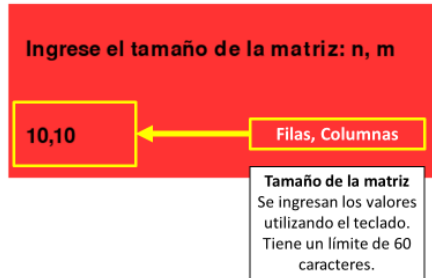 Ingrese el tamaño de la matriz: n, m
10,10
Filas, Columnas
Tamaño de la matriz
Se ingresan los valores
utilizando el teclado.
Tiene un límite de 60
caracteres.